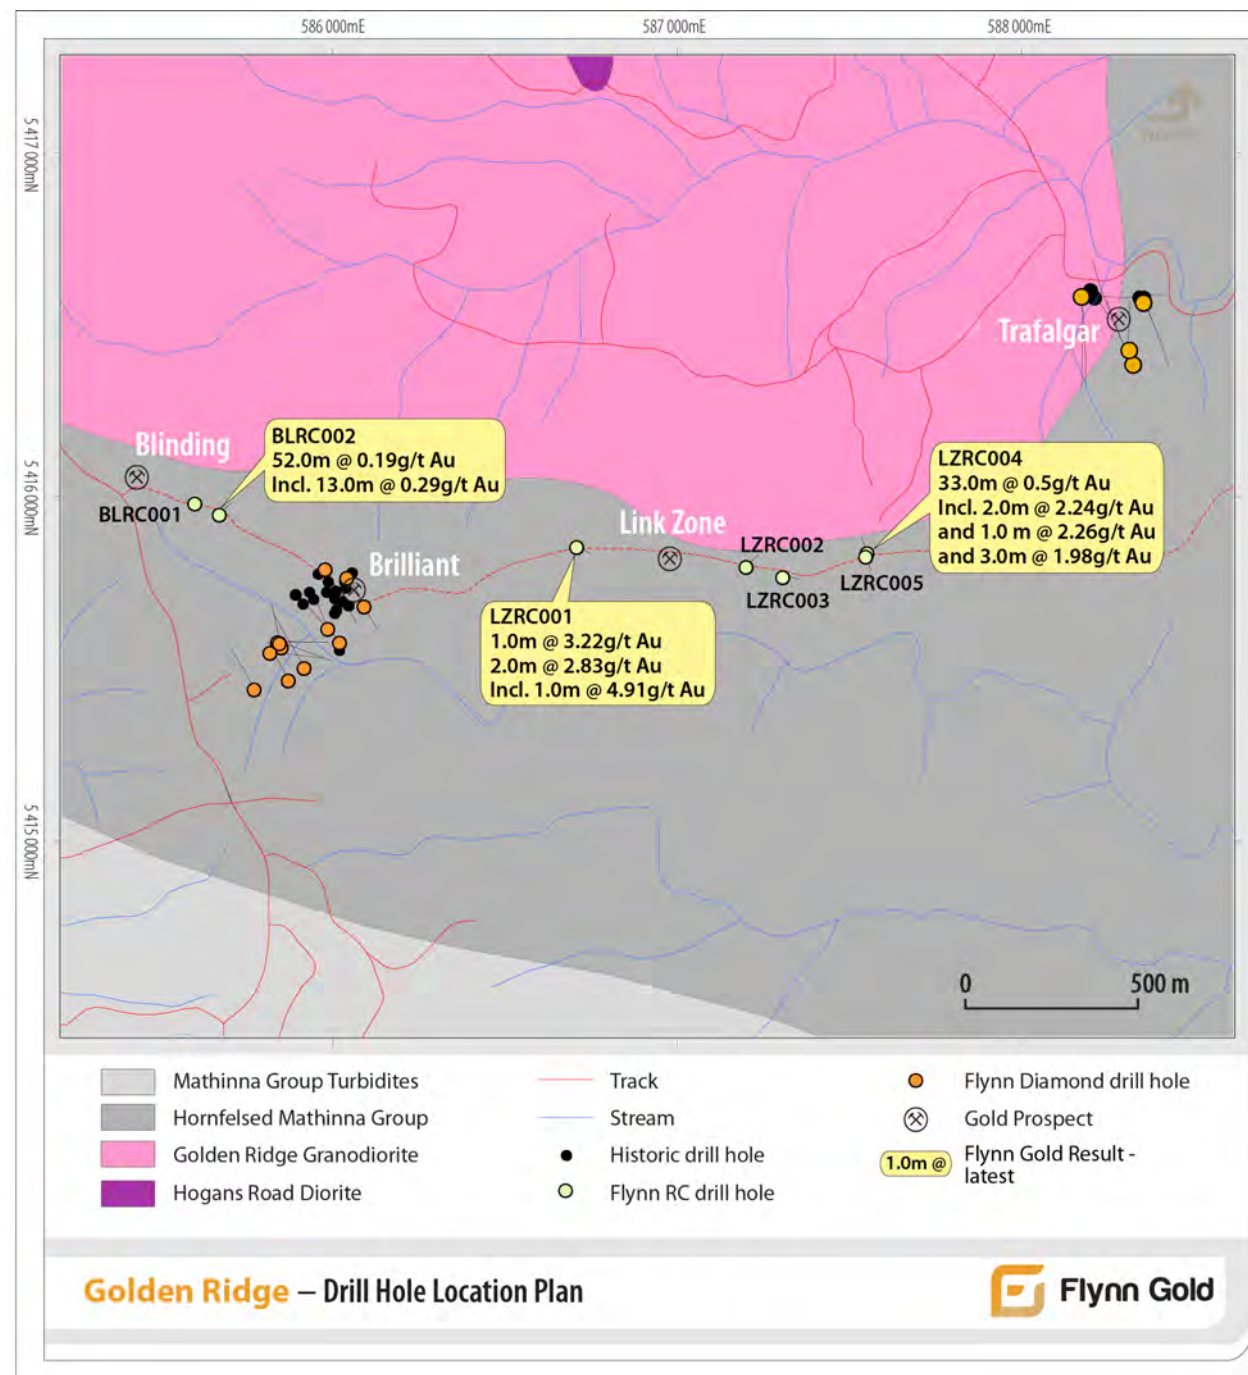 586 000mE
587 000mE
588 000mE
5 417 000mN
5 416 000mN
5 415 000mN
Trafalgar
Blinding
BLRC001
BLRC002
52.0m @ 0.19g/t Au
Incl. 13.0m @ 0.29g/t Au
LZRC004
33.0m @ 0.5g/t Au
Incl. 2.0m @ 2.24g/t Au
and 1.0 m @ 2.26g/t Au
and 3.0m @ 1.98g/t Au
Link Zone
LZRC002
Brilliant
LZRC003
LZRC005
LZRC001
1.0m @ 3.22g/t Au
2.0m @ 2.83g/t Au
Incl. 1.0m @ 4.91g/t Au
0
500 m
Mathinna Group Turbidites
Hornfelsed Mathinna Group
Golden Ridge Granodiorite
Hogans Road Diorite
Track
Stream
Historic drill hole
Flynn RC drill hole
Flynn Diamond drill hole
Gold Prospect
1.0m @
Flynn Gold Result -
latest
Golden Ridge – Drill Hole Location Plan
Flynn Gold